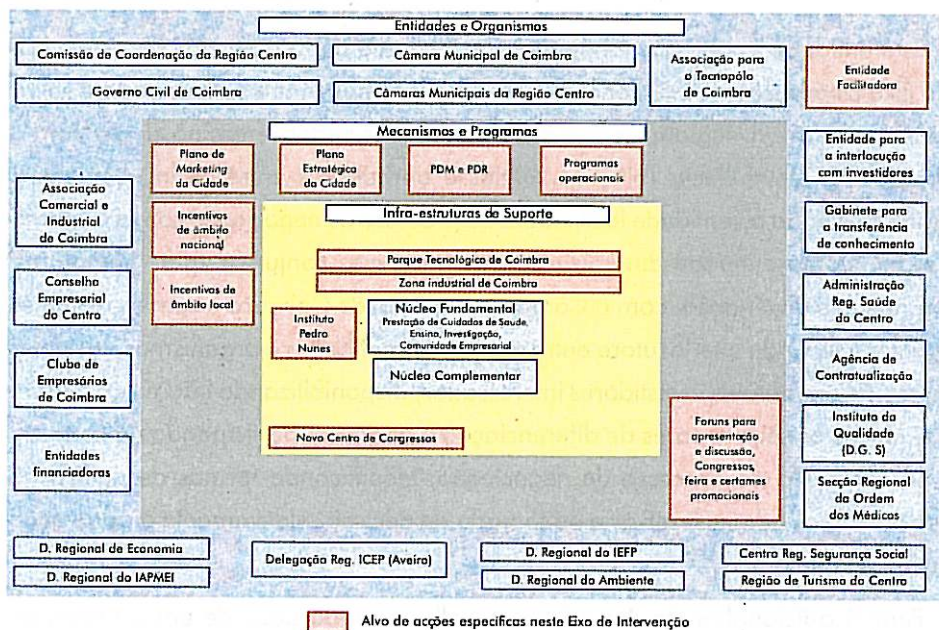 Entidades e Organismos
Comissão de Coordenação da Região Centro
Câmara Municipal de Coimbra
Associação para
o Tecnopólo
de Coimbra
Entidade
Facilitadora
Governo Civil de Coimbra
Câmaras Municipais da Região Centro
Mecanismos e Programas
Plano de
Marketing
da Cidade
Plano
Estratégico
da Cidade
PDM e PDR
Programas
operacionais
Entidade para
a interlocução
com investidores
Associação
Comercial e
Industrial
de Coimbra
Incentivos
de âmbito
nacional
Infra-estruturas de Suporte
Gabinete para
a transferência
de conhecimento
Parque Tecnológico de Coimbra
Zona industrial de Coimbra
Conselho
Empresarial
do Centro
Incentivos de
âmbito local
Administração
Reg. Saúde
do Centro
Instituto
Pedro
Nunes
Núcleo Fundamental
Prestação de Cuidados de Saúde,
Ensino, Investigação,
Comunidade Empresarial
Núcleo Complementar
Clube de
Empresários
de Coimbra
Agência de
Contratualização
Novo Centro de Congressos
Foruns para
apresentação
e discussão,
Congressos,
feira e certames
promocionais
Instituto da
Qualidade
(D.G. S)
Entidades
financiadoras
Secção Regional
da Ordem
dos Médicos
D. Regional de Economia
Delegação Reg. ICEP (Aveiro)
D. Regional do IEFP
Centro Reg. Segurança Social
D. Regional do IAPMEI
D. Regional do Ambiente
Região de Turismo do Centro
Alvo de acções específicas neste Eixo de Intervenção